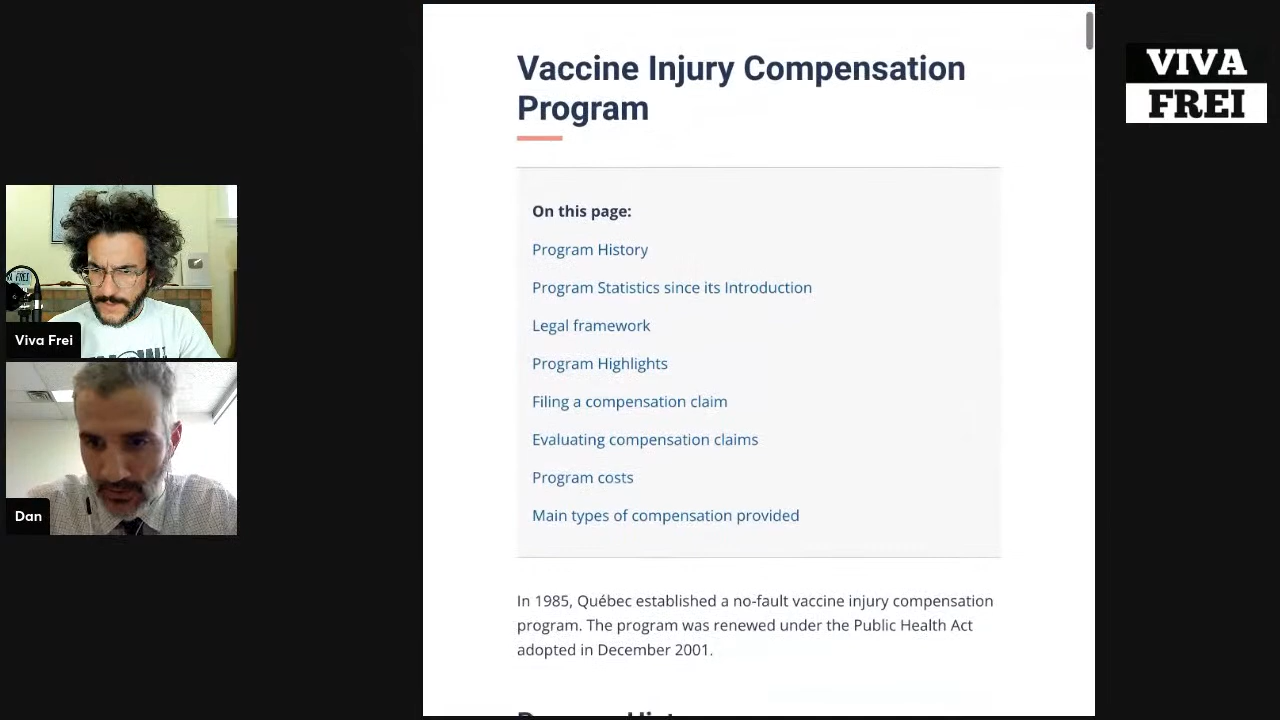 Vaccine Injury Compensation
Program
On this page:
Program History
Program Statistics since its Introduction
Legal framework
Program Highlights
Filing a compensation claim
Evaluating compensation claims
Program costs
Main types of compensation provided
In 1985, Québec established a no-fault vaccine injury compensation
program. The program was renewed under the Public Health Act
adopted in December 2001.
VIVA
FREI
Viva Frei
Dan